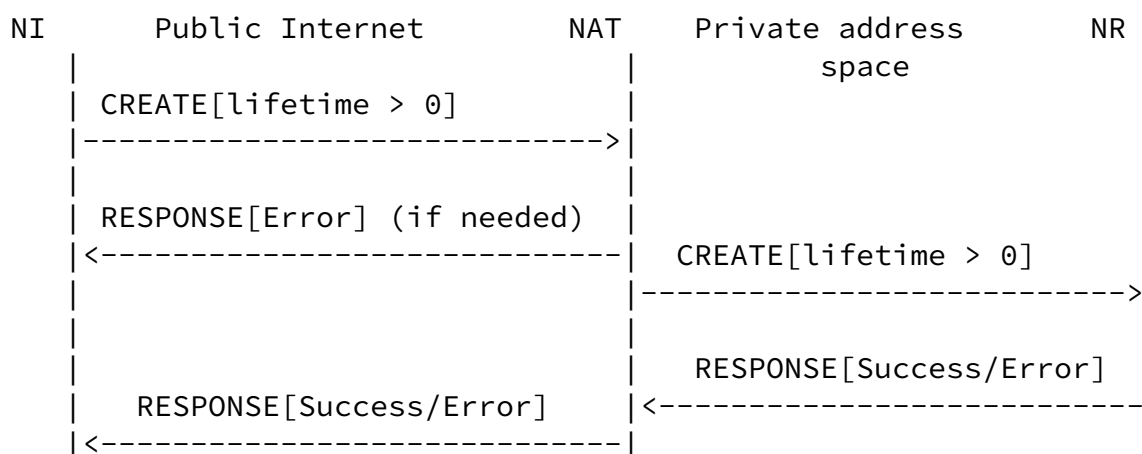 NI Public Internet NAT Private address NR
| | space
| CREATE[lifetime > 0] |
|----------------------------->|
| |
| RESPONSE[Error] (if needed) |
|<-----------------------------| CREATE[lifetime > 0]
| |--------------------------->
| |
| | RESPONSE[Success/Error]
| RESPONSE[Success/Error] |<---------------------------
|<-----------------------------|